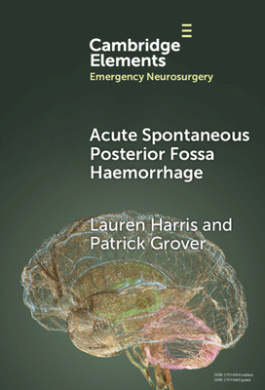 Cambridge
Elements
Emergency Neurosurgery
Acute Spontaneous
Posterior Fossa
Haemorrhage
Lauren Harris and
Patrick Grover